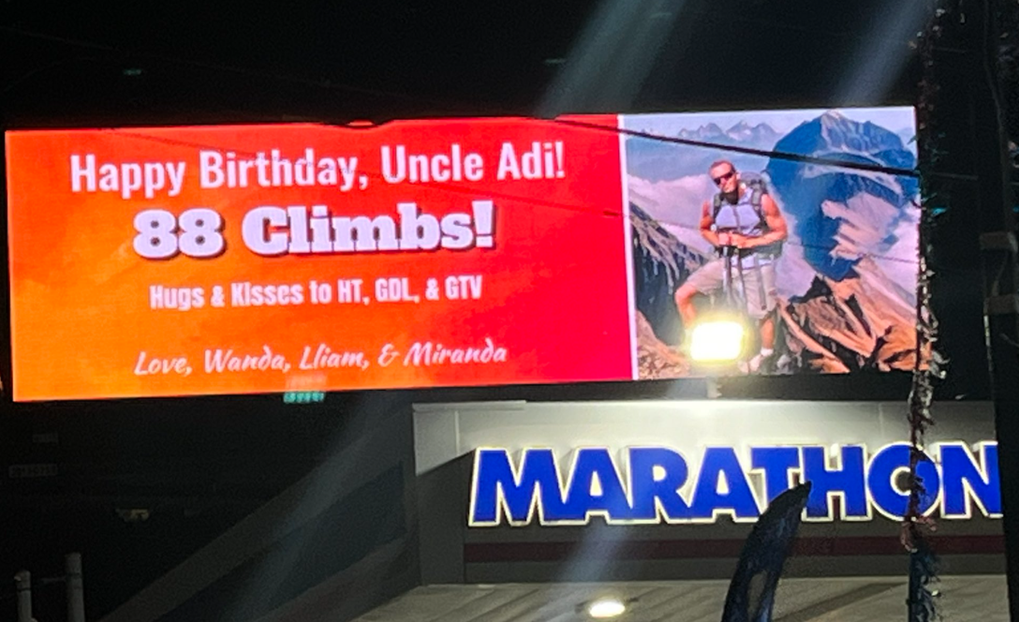 Happy Birthday, Uncle Adi!
88 Climbs!
Hugs & Kisses to HT, GDL, & GTV
Love, Wanda, Lliam, & Miranda
MARATHON